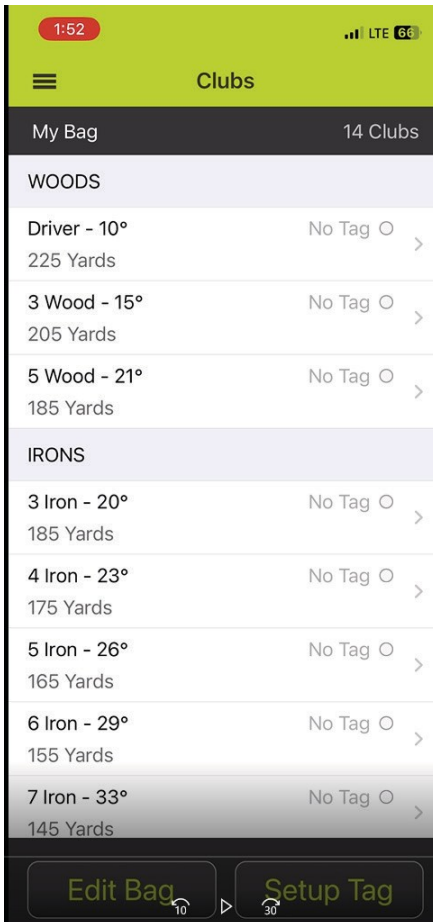 1:52 LTE 66
Clubs
My Bag 14 Clubs
WOODS
Driver - 10° No Tag
225 Yards
3 Wood - 15° No Tag
205 Yards
5 Wood - 21° No Tag
185 Yards
IRONS
3 Iron - 20° No Tag
185 Yards
4 Iron - 23° No Tag
175 Yards
5 Iron - 26° No Tag
165 Yards
6 Iron - 29° No Tag
155 Yards
7 Iron - 33° No Tag
145 Yards
Edit Bag Setup Tag
10 30